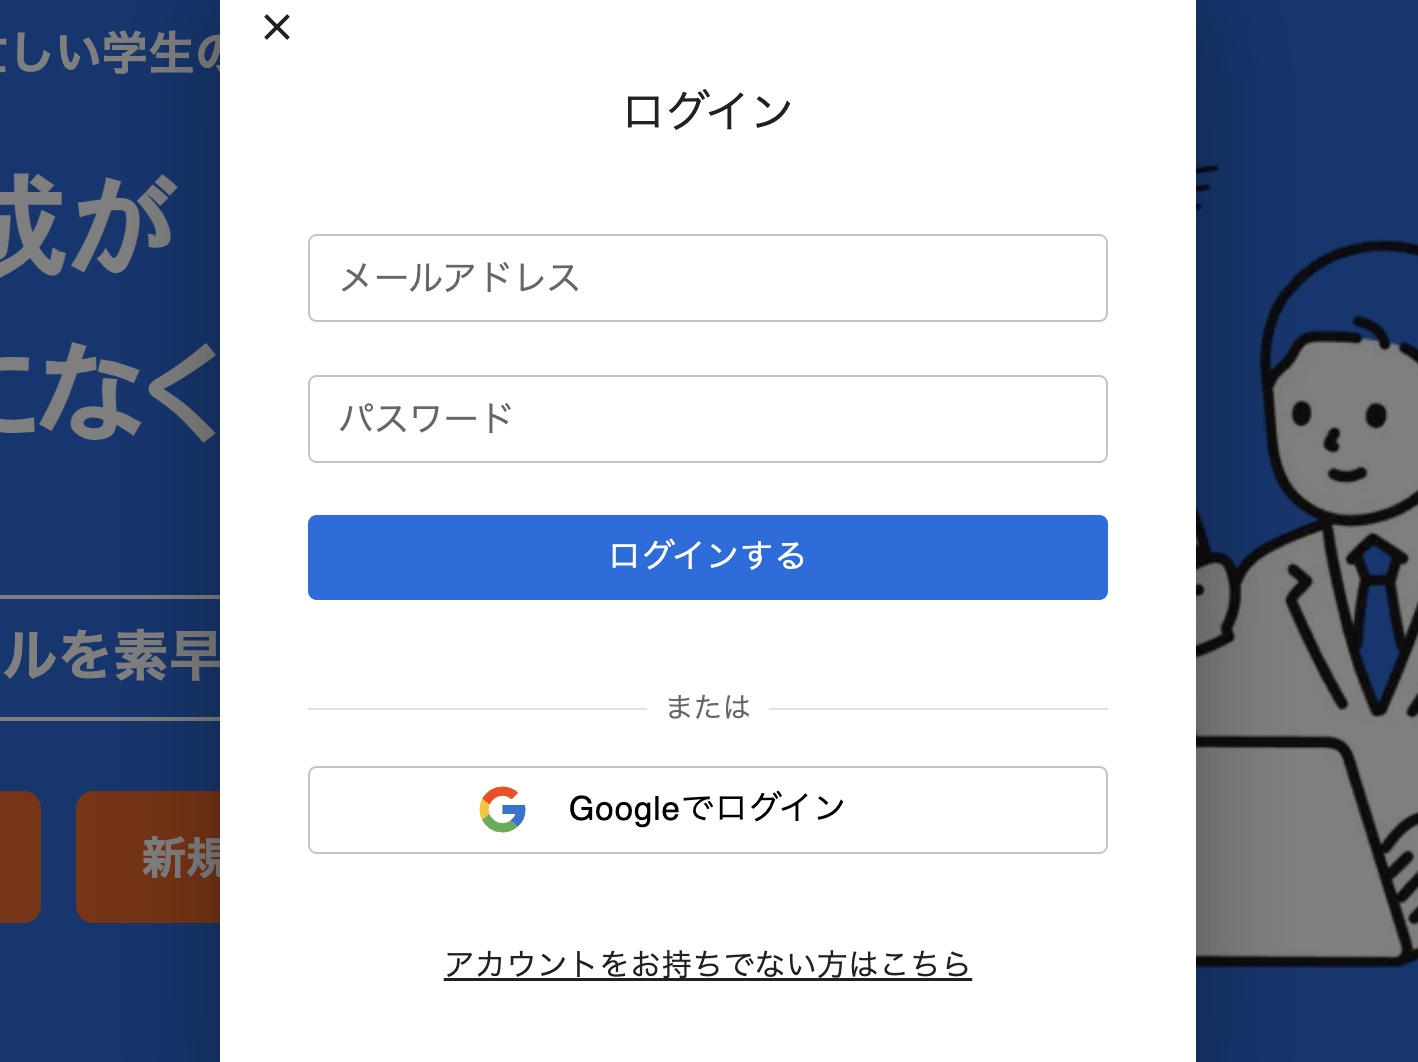 忙しい学生の
ログイン
成が
メールアドレス
になく
パスワード
ログインする
ルを素早
または
Googleでログイン
新規
アカウントをお持ちでない方はこちら